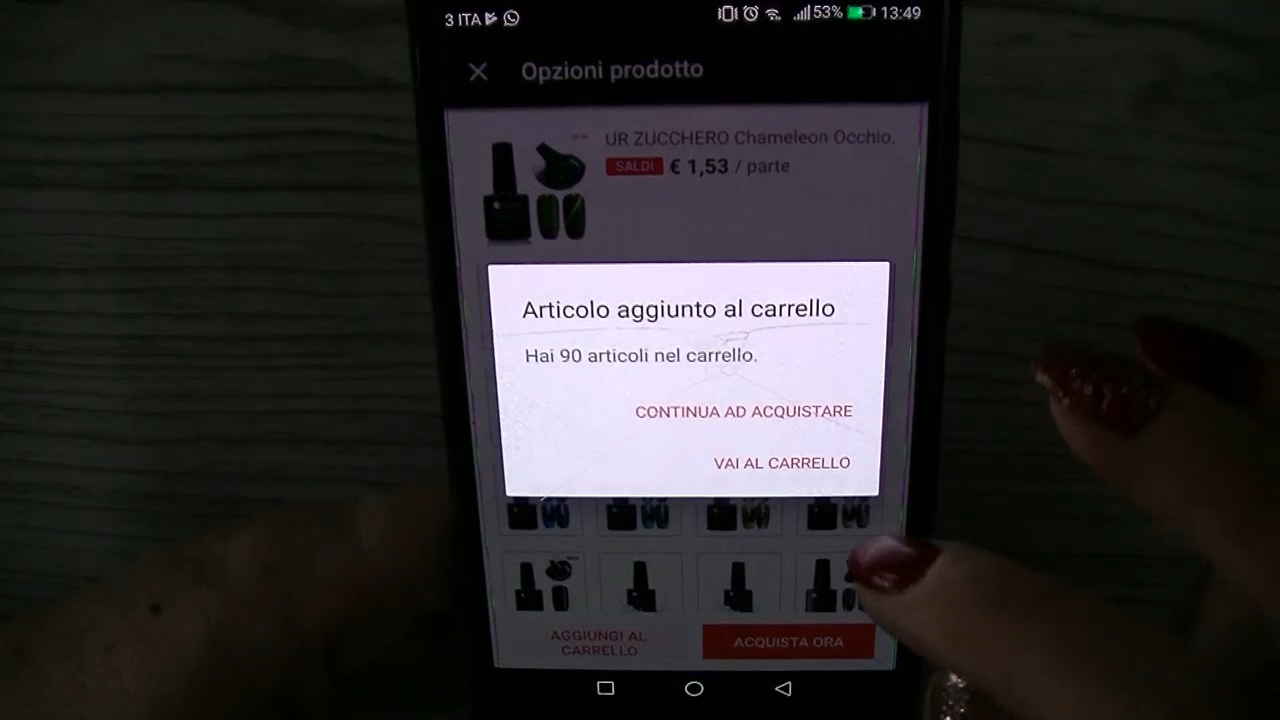 3 ITA
53% 13:49
Opzioni prodotto
UR ZUCCHERO Chameleon Occhio.
SALDI € 1,53 / parte
Articolo aggiunto al carrello
Hai 90 articoli nel carrello.
CONTINUA AD ACQUISTARE
VAI AL CARRELLO
AGGIUNGI AL
CARRELLO
ACQUISTA ORA